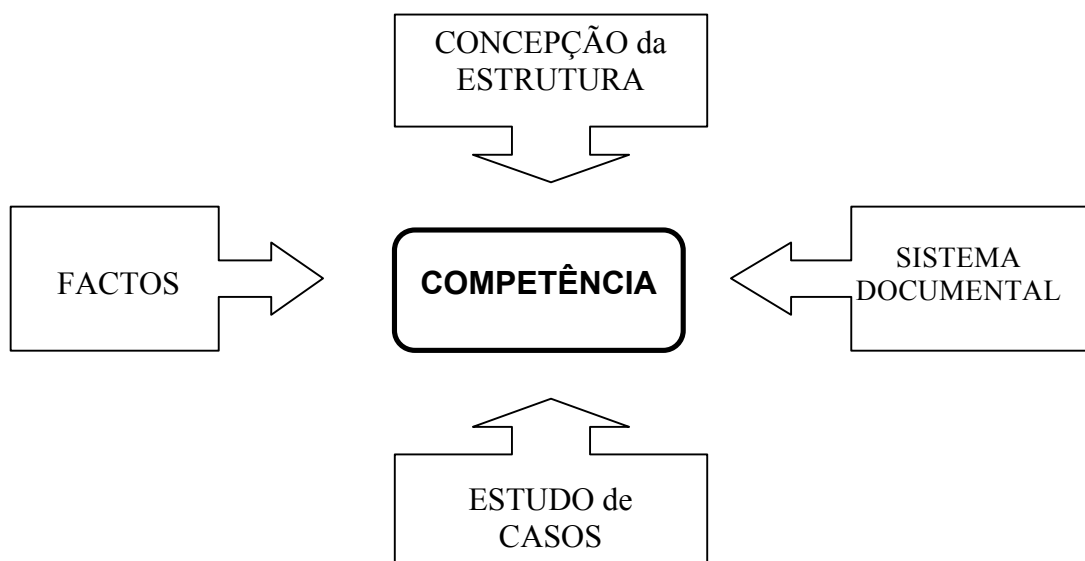 CONCEPÇÃO da
ESTRUTURA
FACTOS
COMPETÊNCIA
SISTEMA
DOCUMENTAL
ESTUDO de
CASOS